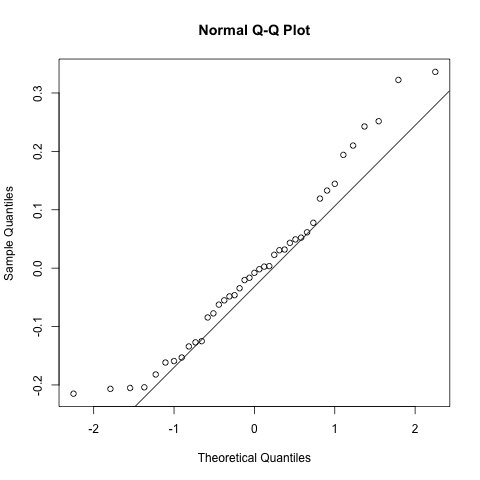 Normal Q-Q Plot
Sample Quantiles
0.3
0.2
0.1
0.0
-0.1
-0.2
-2 -1 0 1 2
Theoretical Quantiles